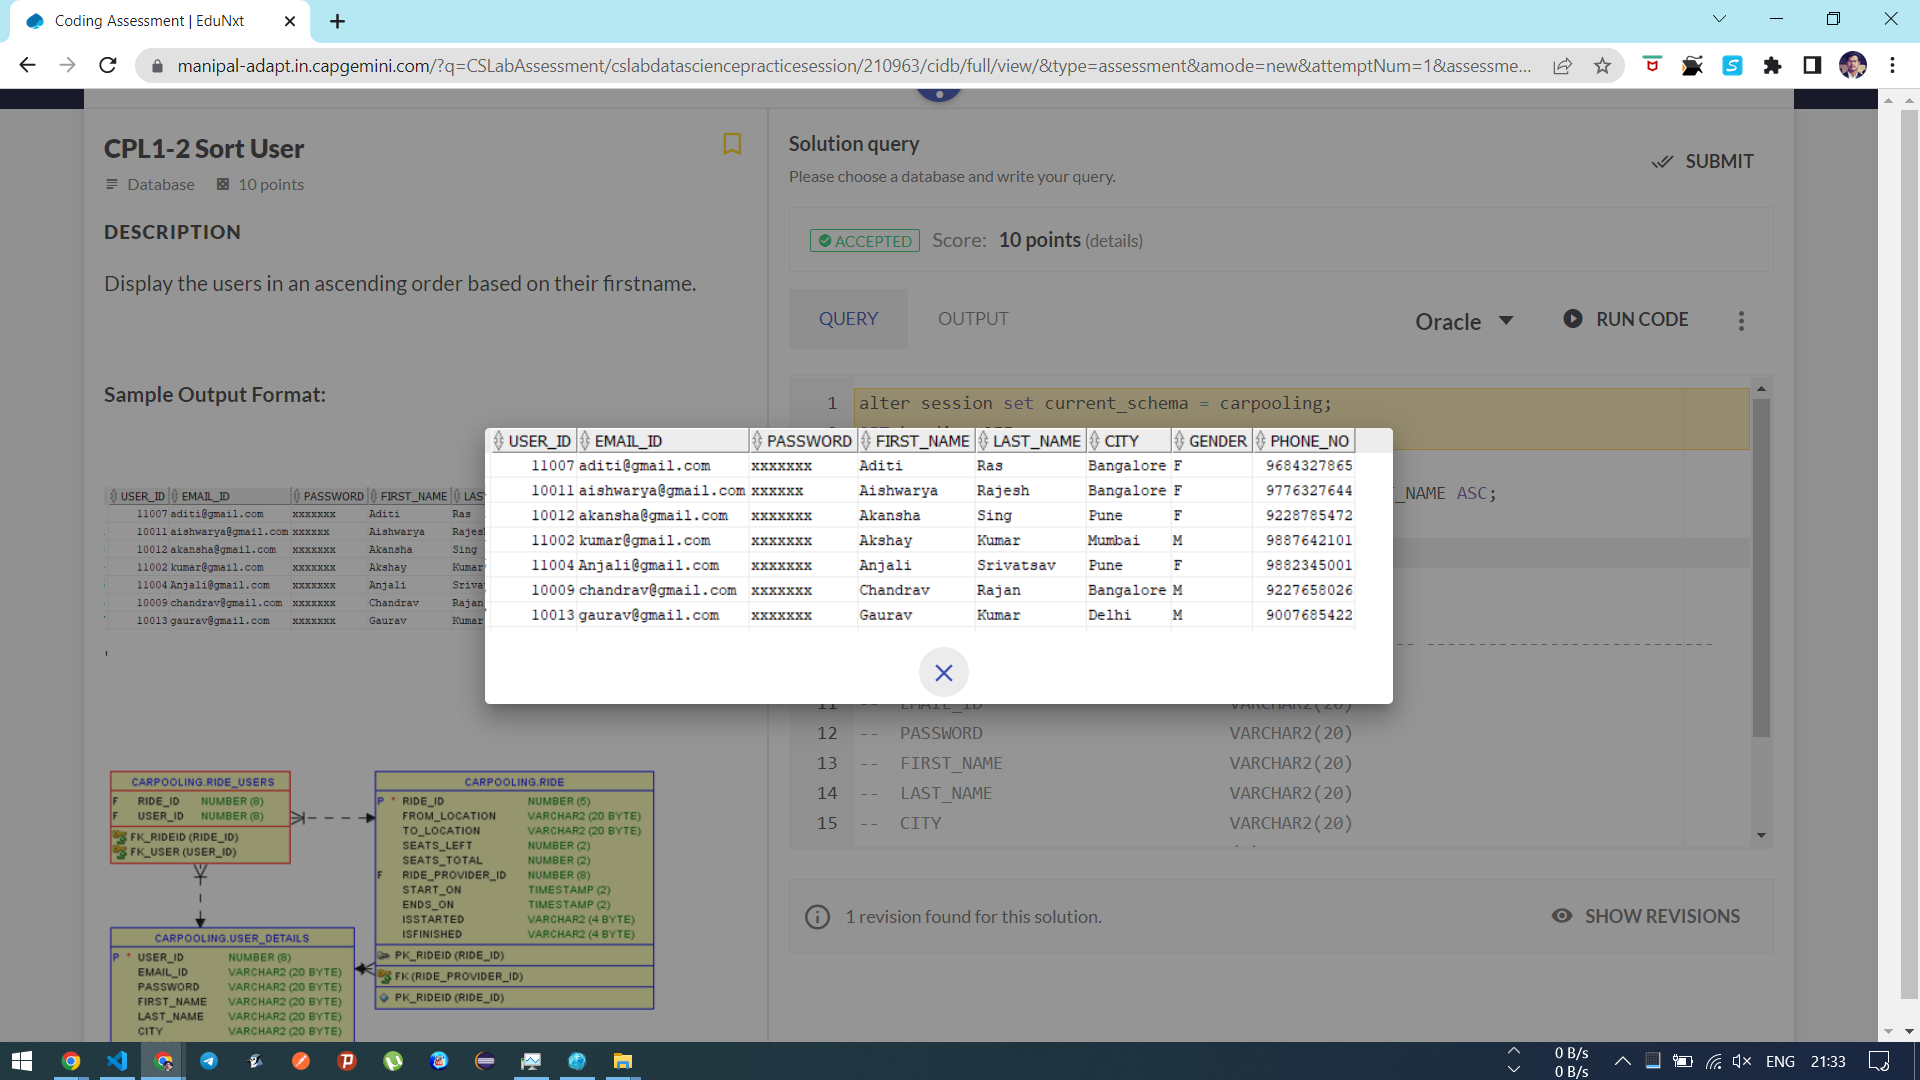 Coding Assessment | EduNxt
manipal-adapt.in.capgemini.com/?q=CSLabAssessment/cslabdatasciencepracticesession/210963/cidb/full/view/&type=assessment&amode=new&attemptNum=1&assessme...
CPL1-2 Sort User
Database 10 points
DESCRIPTION
Display the users in an ascending order based on their firstname.
Sample Output Format:
USER_ID EMAIL_ID PASSWORD FIRST_NAME LAS
11007 aditi@gmail.com xxxxxxx Aditi Ras
10011 aishwarya@gmail.com xxxxxx Aishwarya Rajes
10012 akansha@gmail.com xxxxxxx Akansha Sing
11002 kumar@gmail.com xxxxxxx Akshay Kumar
11004 Anjali@gmail.com xxxxxxx Anjali Sriva
10009 chandrav@gmail.com xxxxxxx Chandrav Rajan
10013 gaurav@gmail.com xxxxxxx Gaurav Kumar
CARPOOLING.RIDE_USERS
F RIDE_ID NUMBER (8)
F USER_ID NUMBER (8)
FK_RIDEID (RIDE_ID)
FK_USER (USER_ID)
CARPOOLING.RIDE
P * RIDE_ID NUMBER (5)
FROM_LOCATION VARCHAR2 (20 BYTE)
TO_LOCATION VARCHAR2 (20 BYTE)
SEATS_LEFT NUMBER (2)
SEATS_TOTAL NUMBER (2)
F RIDE_PROVIDER_ID NUMBER (8)
START_ON TIMESTAMP (2)
ENDS_ON TIMESTAMP (2)
ISSTARTED VARCHAR2 (4 BYTE)
ISFINISHED VARCHAR2 (4 BYTE)
PK_RIDEID (RIDE_ID)
FK (RIDE_PROVIDER_ID)
PK_RIDEID (RIDE_ID)
CARPOOLING.USER_DETAILS
P * USER_ID NUMBER (8)
EMAIL_ID VARCHAR2 (20 BYTE)
PASSWORD VARCHAR2 (20 BYTE)
FIRST_NAME VARCHAR2 (20 BYTE)
LAST_NAME VARCHAR2 (20 BYTE)
CITY VARCHAR2 (20 BYTE)
Solution query
Please choose a database and write your query.
SUBMIT
ACCEPTED Score: 10 points (details)
QUERY OUTPUT Oracle RUN CODE
1 alter session set current_schema = carpooling;
_NAME ASC;
USER_ID EMAIL_ID PASSWORD FIRST_NAME LAST_NAME CITY GENDER PHONE_NO
11007 aditi@gmail.com xxxxxxx Aditi Ras Bangalore F 9684327865
10011 aishwarya@gmail.com xxxxxx Aishwarya Rajesh Bangalore F 9776327644
10012 akansha@gmail.com xxxxxxx Akansha Sing Pune F 9228785472
11002 kumar@gmail.com xxxxxxx Akshay Kumar Mumbai M 9887642101
11004 Anjali@gmail.com xxxxxxx Anjali Srivatsav Pune F 9882345001
10009 chandrav@gmail.com xxxxxxx Chandrav Rajan Bangalore M 9227658026
10013 gaurav@gmail.com xxxxxxx Gaurav Kumar Delhi M 9007685422
11 -- EMAIL_ID VARCHAR2(20)
12 -- PASSWORD VARCHAR2(20)
13 -- FIRST_NAME VARCHAR2(20)
14 -- LAST_NAME VARCHAR2(20)
15 -- CITY VARCHAR2(20)
1 revision found for this solution.
SHOW REVISIONS
0 B/s
0 B/s
ENG 21:33